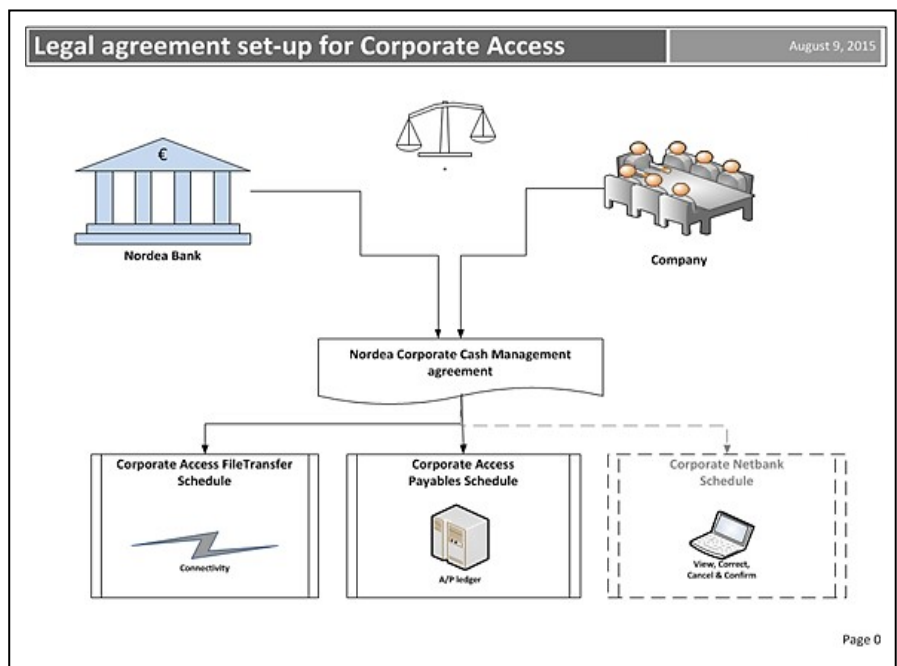 Legal agreement set-up for Corporate Access
August 9, 2015
€
Nordea Bank
Company
Nordea Corporate Cash Management
agreement
Corporate Access FileTransfer
Schedule
Connectivity
Corporate Access
Payables Schedule
A/P ledger
Corporate Netbank
Schedule
View, Correct,
Cancel & Confirm
Page 0